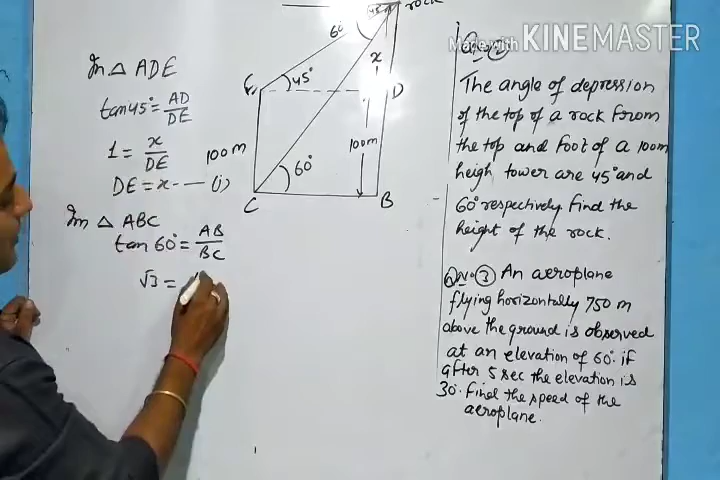 In △ ADE
tan45° = AD/DE
1 = x/DE
DE = x — (i)
In △ ABC
tan 60° = AB/BC
√3 =
rock
45°
60°
x
E
45°
D
100m
100m
60°
C
B
Made with KINEMASTER
The angle of depression
of the top of a rock from
the top and foot of a 100m
heigh tower are 45° and
60° respectively find the
height of the rock.
Qn. ③ An aeroplane
flying horizontally 750 m
above the ground is observed
at an elevation of 60°. if
after 5 sec the elevation is
30°. find the speed of the
aeroplane.